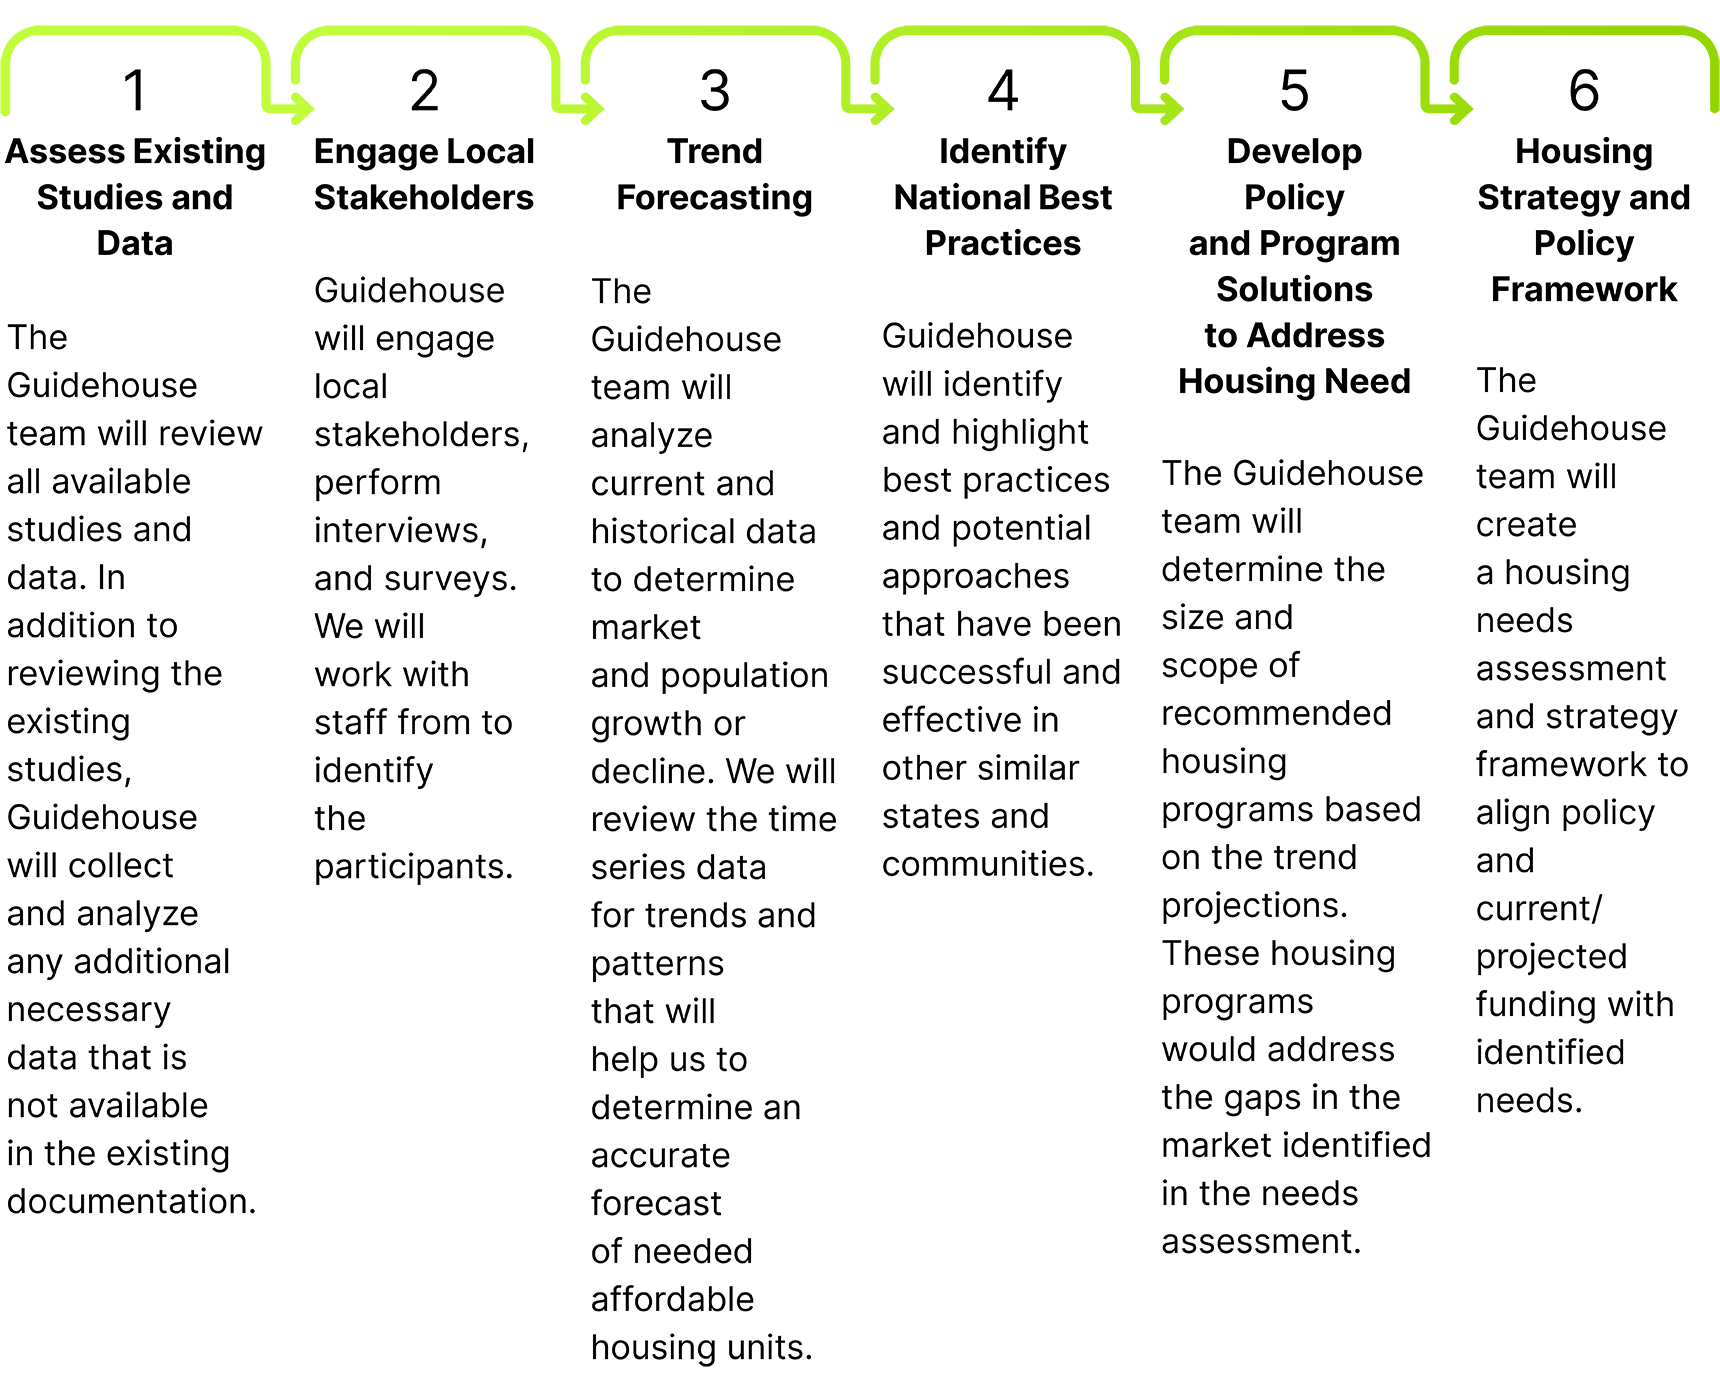 1
Assess Existing
Studies and
Data
The
Guidehouse
team will review
all available
studies and
data. In
addition to
reviewing the
existing
studies,
Guidehouse
will collect
and analyze
any additional
necessary
data that is
not available
in the existing
documentation.
2
Engage Local
Stakeholders
Guidehouse
will engage
local
stakeholders,
perform
interviews,
and surveys.
We will
work with
staff from to
identify
the
participants.
3
Trend
Forecasting
The
Guidehouse
team will
analyze
current and
historical data
to determine
market
and population
growth or
decline. We will
review the time
series data
for trends and
patterns
that will
help us to
determine an
accurate
forecast
of needed
affordable
housing units.
4
Identify
National Best
Practices
Guidehouse
will identify
and highlight
best practices
and potential
approaches
that have been
successful and
effective in
other similar
states and
communities.
5
Develop
Policy
and Program
Solutions
to Address
Housing Need
The Guidehouse
team will
determine the
size and
scope of
recommended
housing
programs based
on the trend
projections.
These housing
programs
would address
the gaps in the
market identified
in the needs
assessment.
6
Housing
Strategy and
Policy
Framework
The
Guidehouse
team will
create
a housing
needs
assessment
and strategy
framework to
align policy
and
current/
projected
funding with
identified
needs.